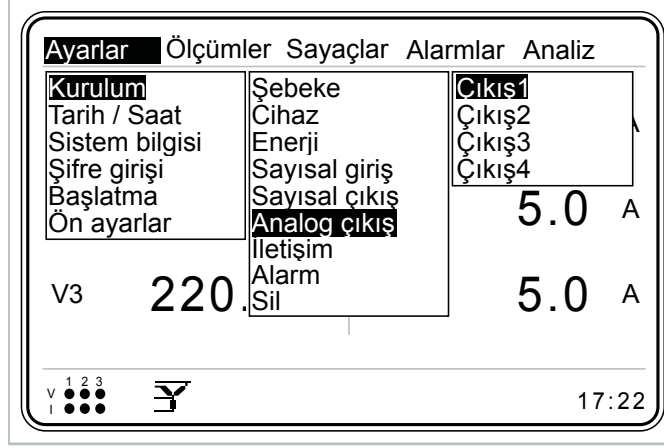 Ayarlar Ölçümler Sayaçlar Alarmlar Analiz
Kurulum
Tarih / Saat
Sistem bilgisi
Şifre girişi
Başlatma
Ön ayarlar
Şebeke
Cihaz
Enerji
Sayısal giriş
Sayısal çıkış
Analog çıkış
İletişim
Alarm
Sil
Çıkış1
Çıkış2
Çıkış3
Çıkış4
5.0 A
V3 220. 5.0 A
1 2 3
V
I
17:22